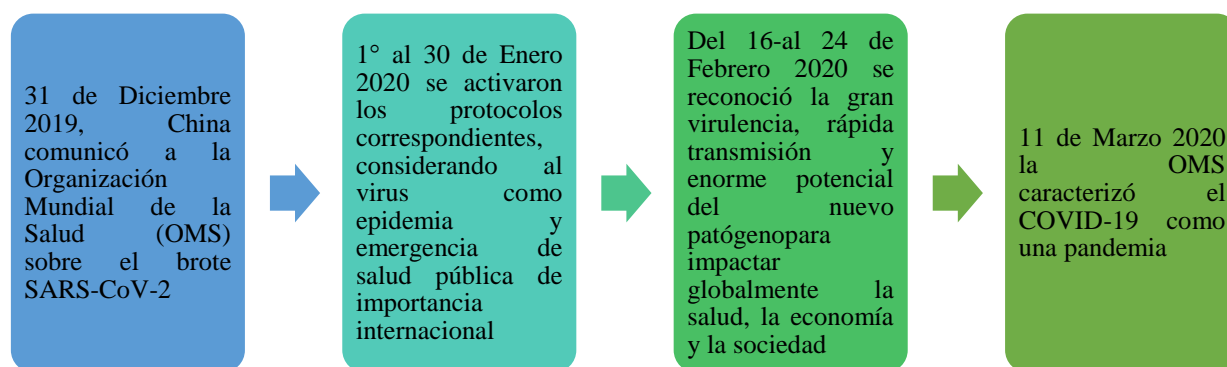 31 de Diciembre
2019, China
comunicó a la
Organización
Mundial de la
Salud (OMS)
sobre el brote
SARS-CoV-2
1° al 30 de Enero
2020 se activaron
los protocolos
correspondientes,
considerando al
virus como
epidemia y
emergencia de
salud pública de
importancia
internacional
Del 16-al 24 de
Febrero 2020 se
reconoció la gran
virulencia, rápida
transmisión y
enorme potencial
del nuevo
patógenopara
impactar
globalmente la
salud, la economía
y la sociedad
11 de Marzo 2020
la OMS
caracterizó el
COVID-19 como
una pandemia